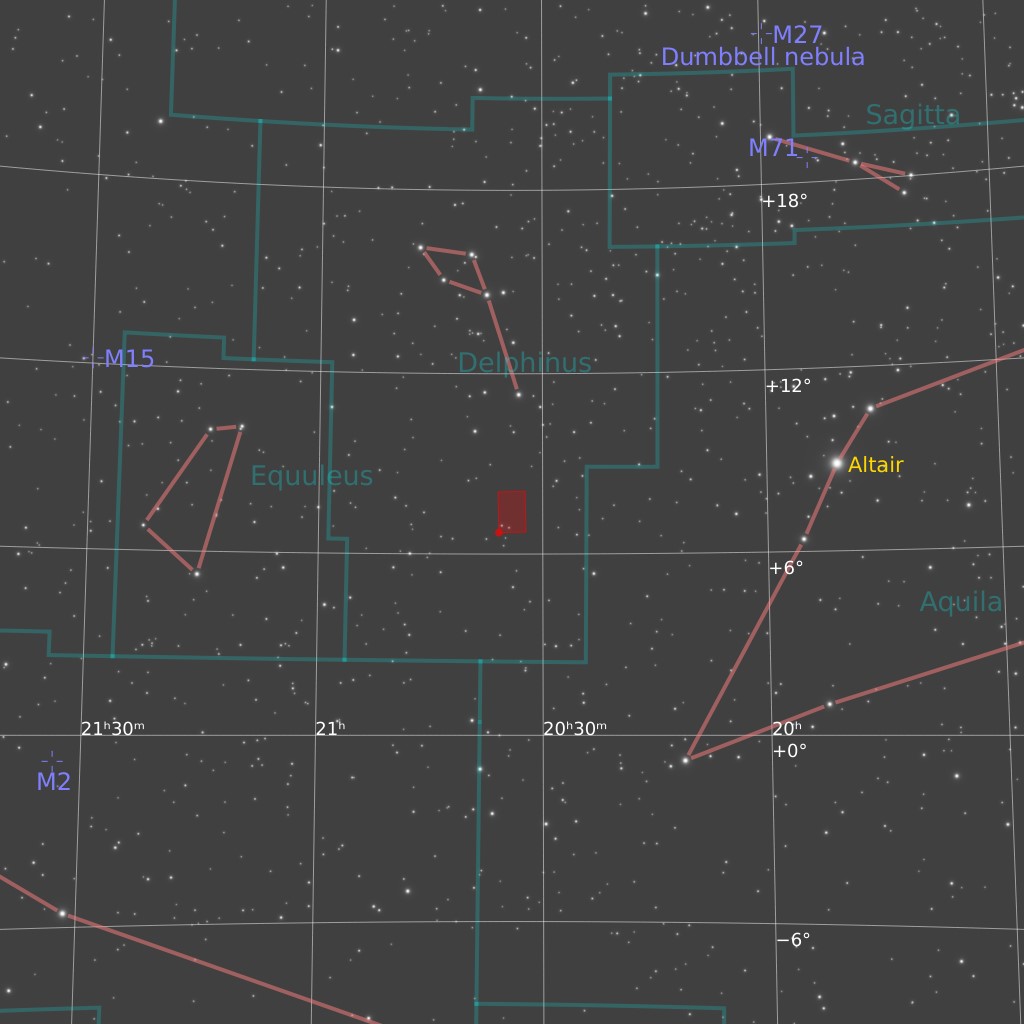 M27
Dumbbell nebula
Sagitta
M71
+18°
Delphinus
M15
+12°
Altair
Equuleus
+6°
Aquila
21ʰ30ᵐ
21ʰ
20ʰ30ᵐ
20ʰ
+0°
M2
−6°